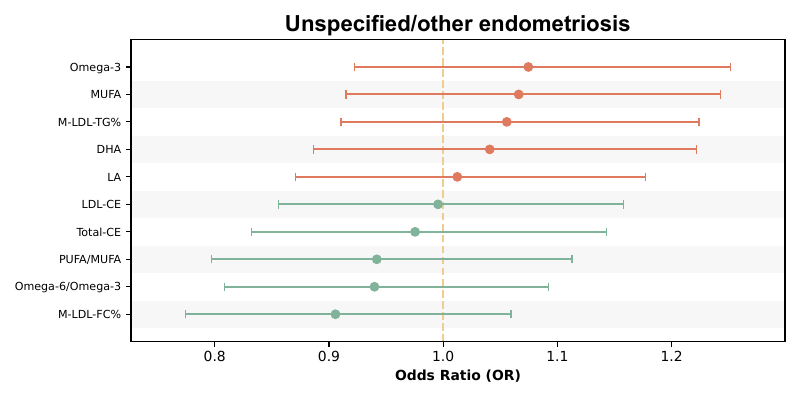 Unspecified/other endometriosis
Omega-3
MUFA
M-LDL-TG%
DHA
LA
LDL-CE
Total-CE
PUFA/MUFA
Omega-6/Omega-3
M-LDL-FC%
0.8 0.9 1.0 1.1 1.2
Odds Ratio (OR)